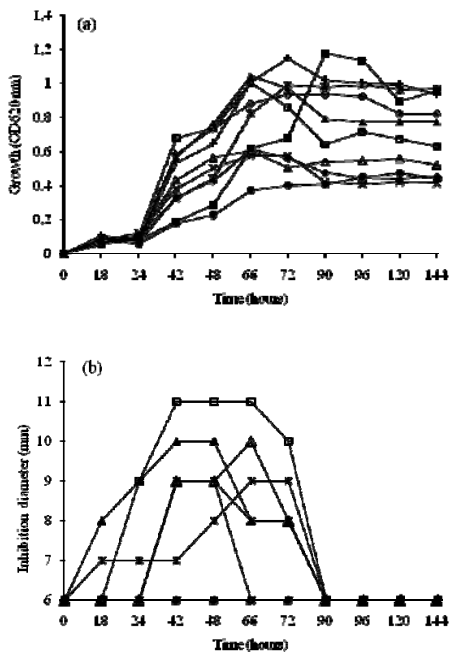 (a)
Growth (OD 620 nm)
1,4
1,2
1
0,8
0,6
0,4
0,2
0
0 18 24 42 48 66 72 90 96 120 144
Time (hours)
(b)
Inhibition diameter (mm)
12
11
10
9
8
7
6
0 18 24 42 48 66 72 90 96 120 144
Time (hours)